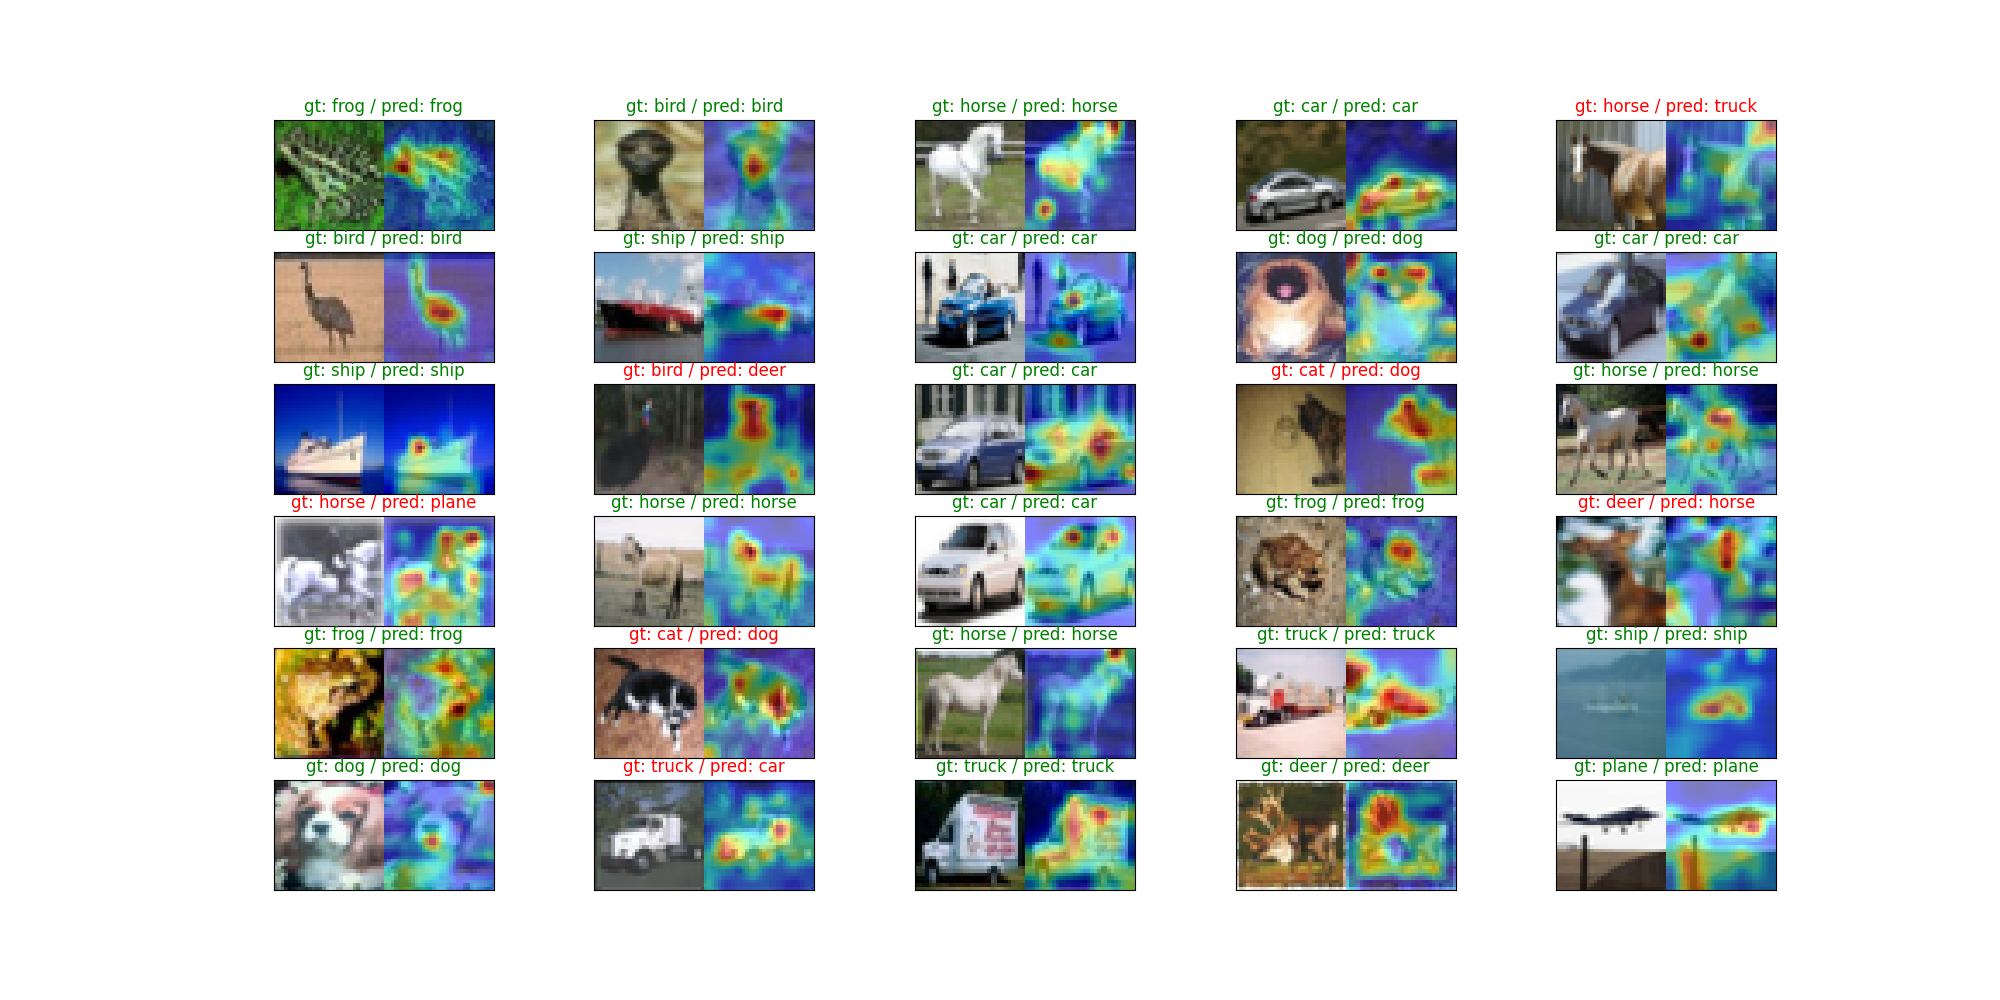 gt: frog / pred: frog
gt: bird / pred: bird
gt: horse / pred: horse
gt: car / pred: car
gt: horse / pred: truck
gt: bird / pred: bird
gt: ship / pred: ship
gt: car / pred: car
gt: dog / pred: dog
gt: car / pred: car
gt: ship / pred: ship
gt: bird / pred: deer
gt: car / pred: car
gt: cat / pred: dog
gt: horse / pred: horse
gt: horse / pred: plane
gt: horse / pred: horse
gt: car / pred: car
gt: frog / pred: frog
gt: deer / pred: horse
gt: frog / pred: frog
gt: cat / pred: dog
gt: horse / pred: horse
gt: truck / pred: truck
gt: ship / pred: ship
gt: dog / pred: dog
gt: truck / pred: car
gt: truck / pred: truck
gt: deer / pred: deer
gt: plane / pred: plane